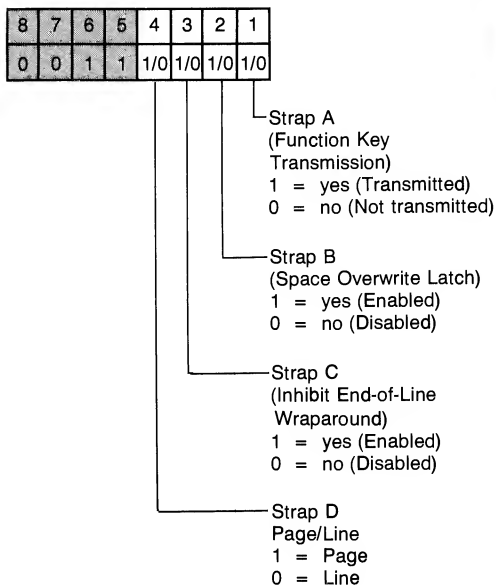 8 7 6 5 4 3 2 1
0 0 1 1 1/0 1/0 1/0 1/0
Strap A
(Function Key
Transmission)
1 = yes (Transmitted)
0 = no (Not transmitted)
Strap B
(Space Overwrite Latch)
1 = yes (Enabled)
0 = no (Disabled)
Strap C
(Inhibit End-of-Line
Wraparound)
1 = yes (Enabled)
0 = no (Disabled)
Strap D
Page/Line
1 = Page
0 = Line